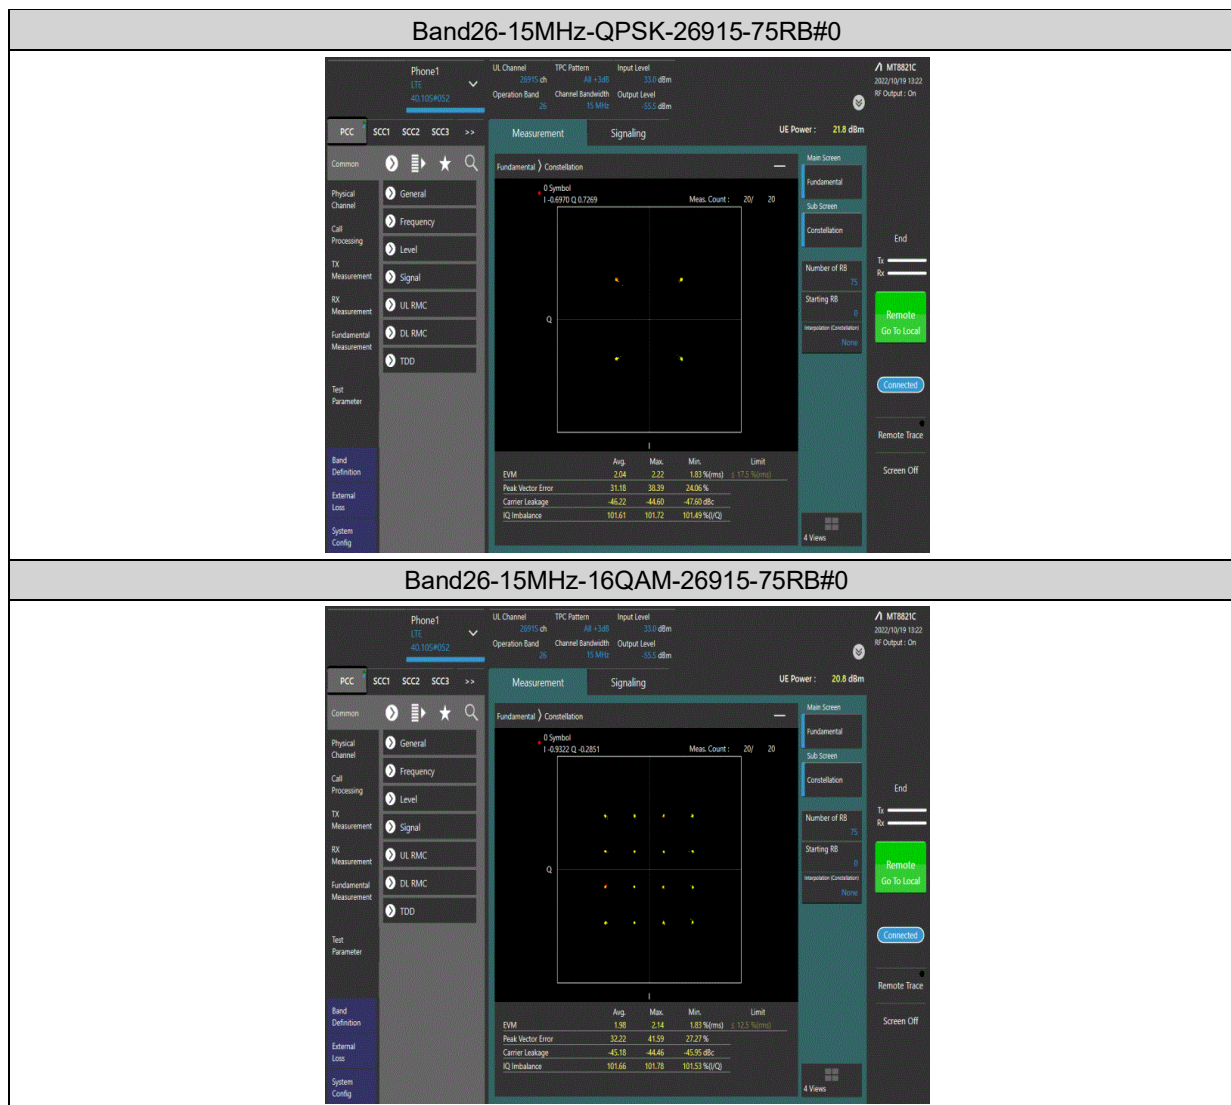 Band26-15MHz-QPSK-26915-75RB#0
Phone1
LTE
40.105#052
UL Channel TPC Pattern Input Level
26915 ch All +3dB 33.0 dBm
Operation Band Channel Bandwidth Output Level
26 15 MHz -55.5 dBm
MT8821C
2022/10/19 13:22
RF Output : On
PCC SCC1 SCC2 SCC3 >>
Measurement Signaling
UE Power : 21.8 dBm
Common
Physical
Channel
Call
Processing
TX
Measurement
RX
Measurement
Fundamental
Measurement
Test
Parameter
Band
Definition
External
Loss
System
Config
General
Frequency
Level
Signal
UL RMC
DL RMC
TDD
Fundamental ⟩ Constellation
0 Symbol
I -0.6970 Q 0.7269 Meas. Count : 20/ 20
Q
I
Avg. Max. Min. Limit
EVM 2.04 2.22 1.83 %(rms) ≤ 17.5 %(rms)
Peak Vector Error 31.18 38.39 24.06 %
Carrier Leakage -46.22 -44.60 -47.60 dBc
IQ Imbalance 101.61 101.72 101.49 %(I/Q)
Main Screen
Fundamental
Sub Screen
Constellation
Number of RB
75
Starting RB
0
Interpolation (Constellation)
None
4 Views
End
Tx
Rx
Remote
Go To Local
Connected
Remote Trace
Screen Off
Band26-15MHz-16QAM-26915-75RB#0
Phone1
LTE
40.105#052
UL Channel TPC Pattern Input Level
26915 ch All +3dB 33.0 dBm
Operation Band Channel Bandwidth Output Level
26 15 MHz -55.5 dBm
MT8821C
2022/10/19 13:22
RF Output : On
PCC SCC1 SCC2 SCC3 >>
Measurement Signaling
UE Power : 20.8 dBm
Common
Physical
Channel
Call
Processing
TX
Measurement
RX
Measurement
Fundamental
Measurement
Test
Parameter
Band
Definition
External
Loss
System
Config
General
Frequency
Level
Signal
UL RMC
DL RMC
TDD
Fundamental ⟩ Constellation
0 Symbol
I -0.9322 Q -0.2851 Meas. Count : 20/ 20
Q
I
Avg. Max. Min. Limit
EVM 1.98 2.14 1.83 %(rms) ≤ 12.5 %(rms)
Peak Vector Error 32.22 41.59 27.27 %
Carrier Leakage -45.18 -44.46 -45.95 dBc
IQ Imbalance 101.66 101.78 101.53 %(I/Q)
Main Screen
Fundamental
Sub Screen
Constellation
Number of RB
75
Starting RB
0
Interpolation (Constellation)
None
4 Views
End
Tx
Rx
Remote
Go To Local
Connected
Remote Trace
Screen Off